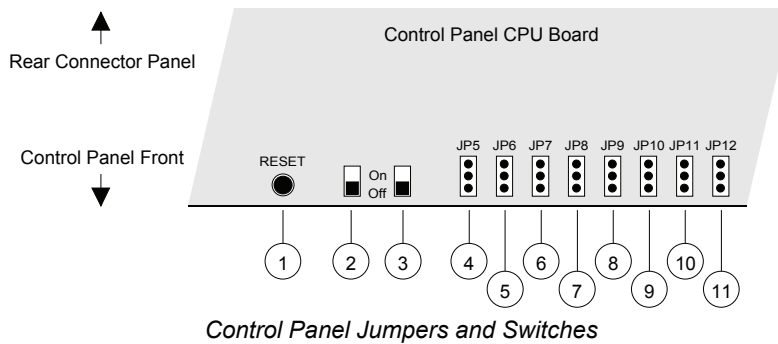 Control Panel CPU Board
Rear Connector Panel
Control Panel Front
RESET
On
Off
JP5 JP6 JP7 JP8 JP9 JP10 JP11 JP12
1 2 3 4 5 6 7 8 9 10 11
Control Panel Jumpers and Switches